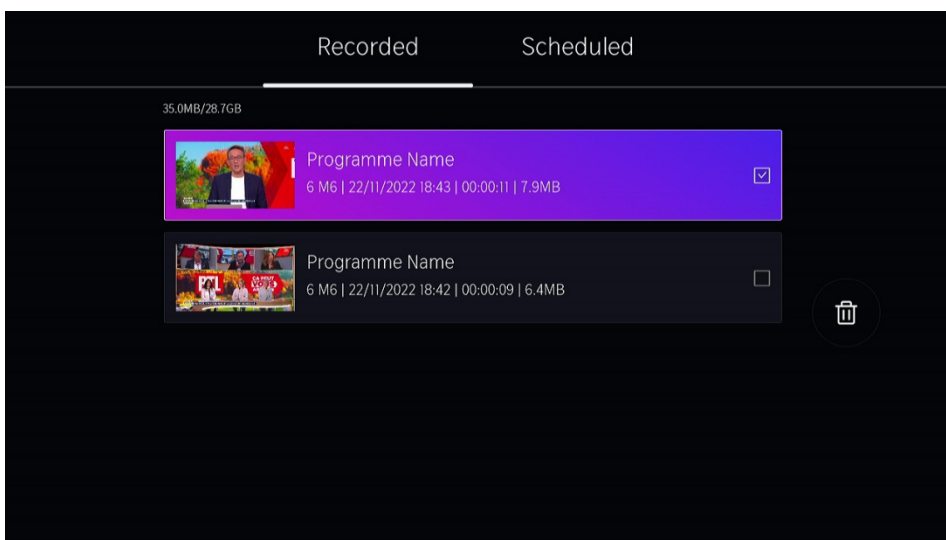 Recorded
Scheduled
35.0MB/28.7GB
Programme Name
6 M6 | 22/11/2022 18:43 | 00:00:11 | 7.9MB
Programme Name
6 M6 | 22/11/2022 18:42 | 00:00:09 | 6.4MB